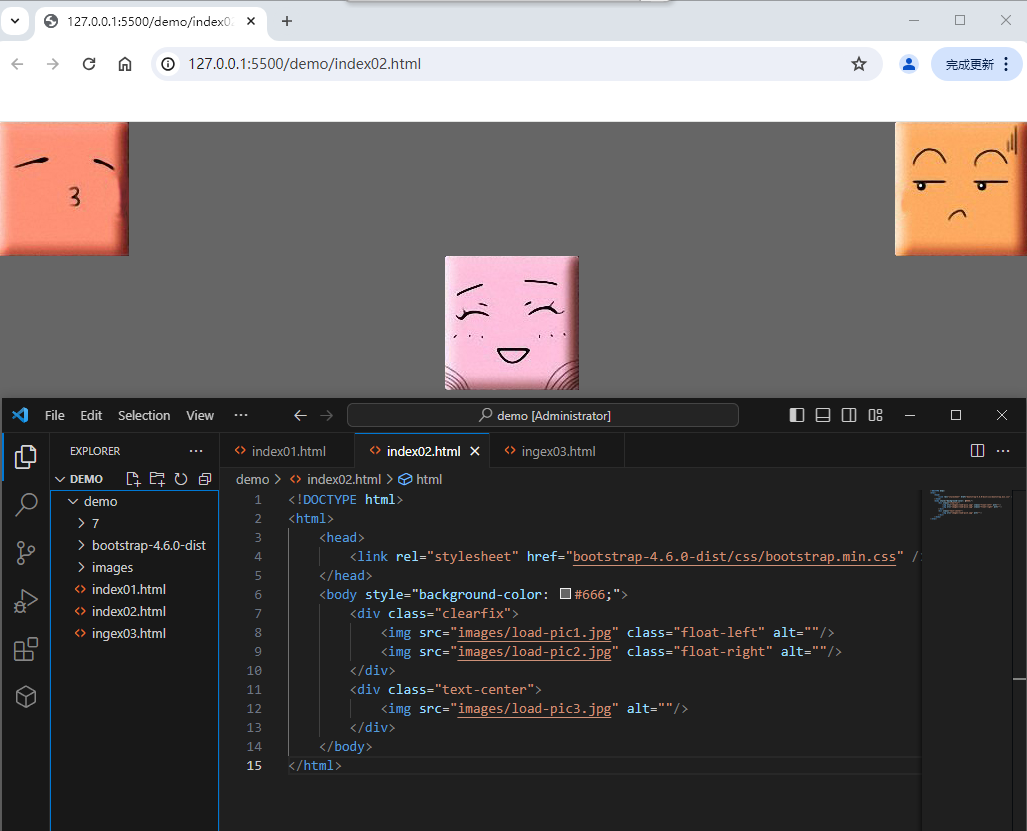 127.0.0.1:5500/demo/index02
127.0.0.1:5500/demo/index02.html
完成更新
3
File Edit Selection View ··· demo [Administrator]
EXPLORER ···
index01.html index02.html ingex03.html
DEMO
demo > index02.html > html
demo
7
bootstrap-4.6.0-dist
images
index01.html
index02.html
ingex03.html
1 <!DOCTYPE html>
2 <html>
3 <head>
4 <link rel="stylesheet" href="bootstrap-4.6.0-dist/css/bootstrap.min.css" /
5 </head>
6 <body style="background-color: #666;">
7 <div class="clearfix">
8 <img src="images/load-pic1.jpg" class="float-left" alt=""/>
9 <img src="images/load-pic2.jpg" class="float-right" alt=""/>
10 </div>
11 <div class="text-center">
12 <img src="images/load-pic3.jpg" alt=""/>
13 </div>
14 </body>
15 </html>